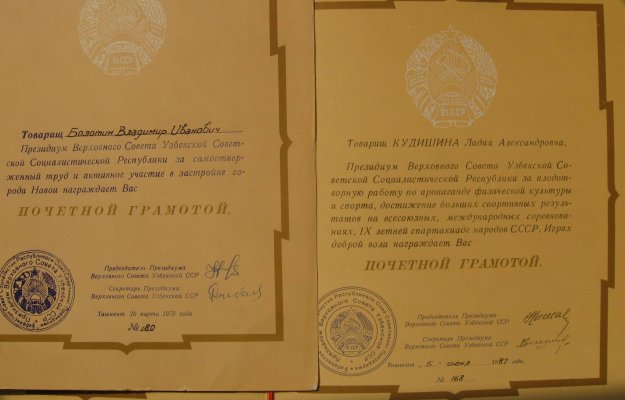 ЎзССР
Товарищ Болотин Владимир Иванович
Президиум Верховного Совета Узбекской Совет-
ской Социалистической Республики за самоотвер-
женный труд и активное участие в застройке го-
рода Навои награждает Вас
ПОЧЕТНОЙ ГРАМОТОЙ.
Председатель Президиума
Верховного Совета Узбекской ССР
Секретарь Президиума
Верховного Совета Узбекской ССР
Ташкент 20 марта 1970 года
№ 180
ЎзССР
Товарищ КУДИШИНА Лидия Александровна,
Президиум Верховного Совета Узбекской Со-
ветской Социалистической Республики за плодот-
ворную работу по пропаганде физической культуры
и спорта, достижение больших спортивных резуль-
татов на всесоюзных, международных соревнова-
ниях, IX летней спартакиаде народов СССР, Играх
доброй воли награждает Вас
ПОЧЕТНОЙ ГРАМОТОЙ.
Председатель Президиума
Верховного Совета Узбекской ССР
Секретарь Президиума
Верховного Совета Узбекской ССР
Ташкент, „5" июня 1987 года.
№ 168